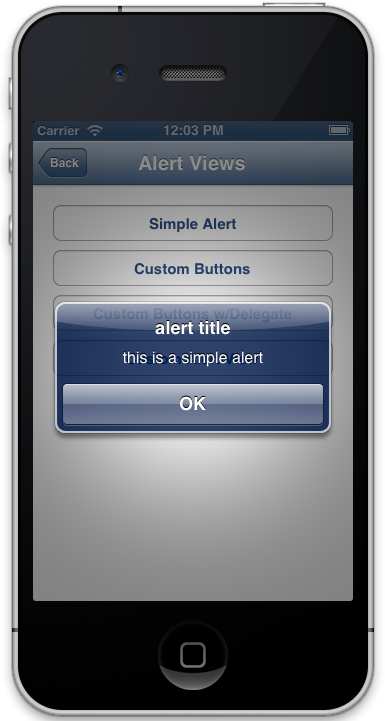 Carrier 12:03 PM
Back Alert Views
Simple Alert
Custom Buttons
Custom Buttons w/Delegate
alert title
this is a simple alert
OK